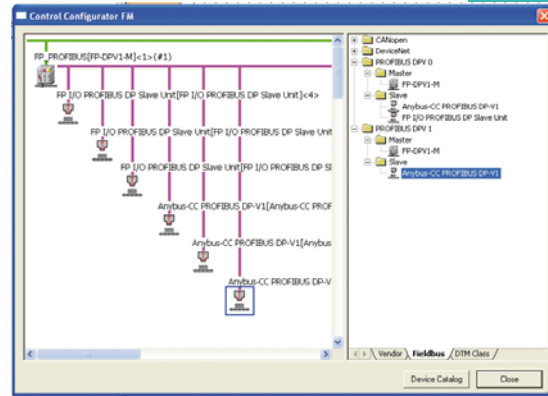 Control Configurator FM
FP_PROFIBUS[FP-DPV1-M]<1>(#1)
FP I/O PROFIBUS DP Slave Unit[FP I/O PROFIBUS DP Slave Unit]<4>
FP I/O PROFIBUS DP Slave Unit[FP I/O PROFIBUS DP Slave Unit
FP I/O PROFIBUS DP Slave Unit[FP I/O PROFIBUS DP Sl
Anybus-CC PROFIBUS DP-V1[Anybus-CC PROF
Anybus-CC PROFIBUS DP-V1[Anybus
Anybus-CC PROFIBUS DP-V
CANopen
DeviceNet
PROFIBUS DPV 0
Master
FP-DPV1-M
Slave
Anybus-CC PROFIBUS DP-V1
FP I/O PROFIBUS DP Slave Unit
PROFIBUS DPV 1
Master
FP-DPV1-M
Slave
Anybus-CC PROFIBUS DP-V1
Vendor Fieldbus DTM Class
Device Catalog Close